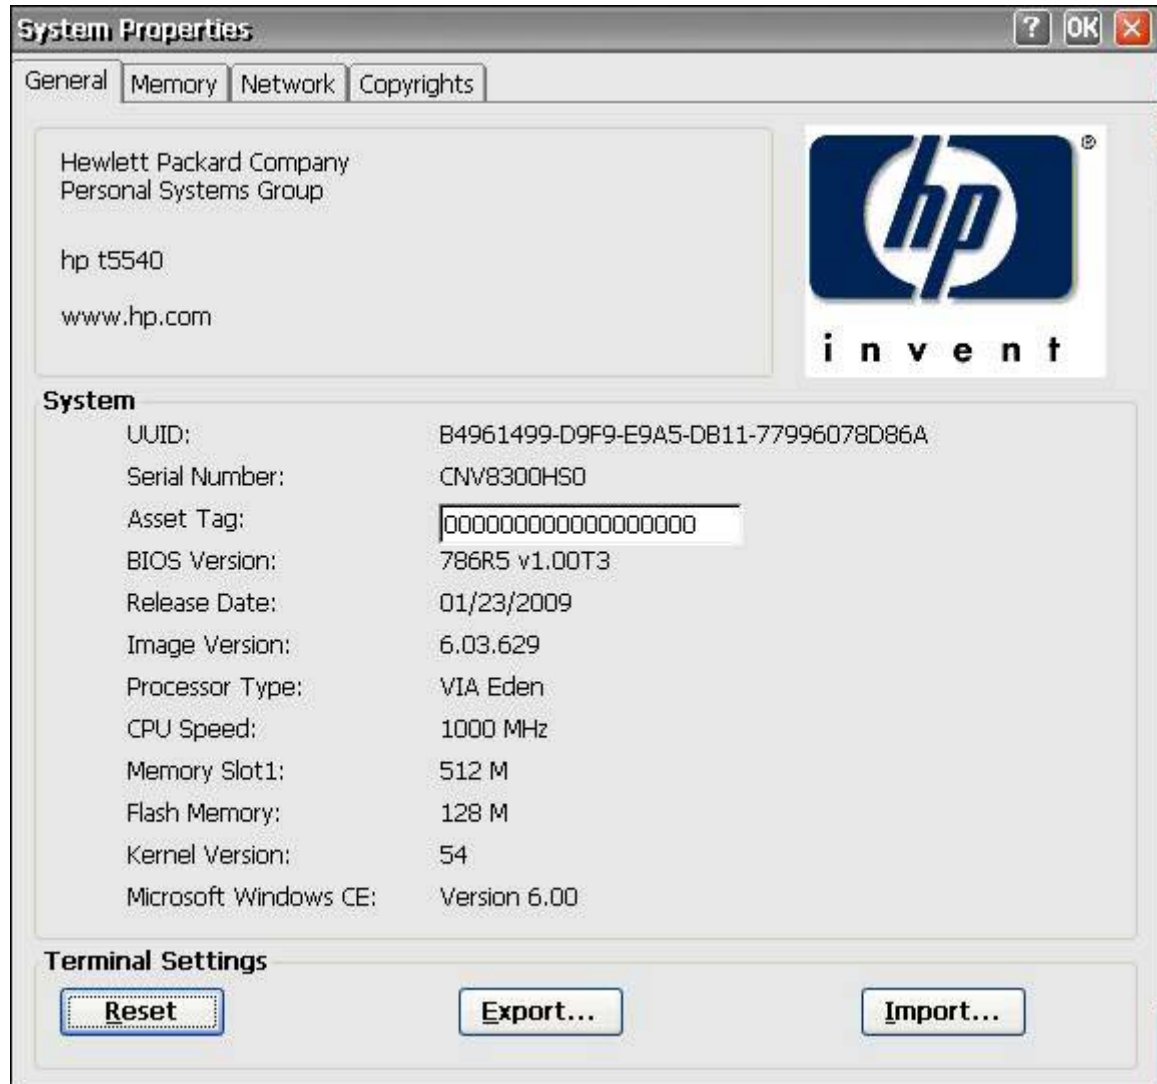 System Properties
? OK
General Memory Network Copyrights
Hewlett Packard Company
Personal Systems Group
hp t5540
www.hp.com
hp ®
invent
System
UUID: B4961499-D9F9-E9A5-DB11-77996078D86A
Serial Number: CNV8300HS0
Asset Tag: 000000000000000000
BIOS Version: 786R5 v1.00T3
Release Date: 01/23/2009
Image Version: 6.03.629
Processor Type: VIA Eden
CPU Speed: 1000 MHz
Memory Slot1: 512 M
Flash Memory: 128 M
Kernel Version: 54
Microsoft Windows CE: Version 6.00
Terminal Settings
Reset Export... Import...